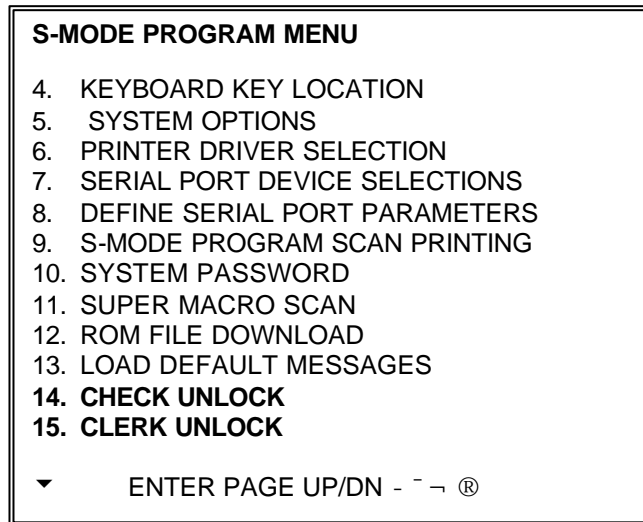 S-MODE PROGRAM MENU
4. KEYBOARD KEY LOCATION
5. SYSTEM OPTIONS
6. PRINTER DRIVER SELECTION
7. SERIAL PORT DEVICE SELECTIONS
8. DEFINE SERIAL PORT PARAMETERS
9. S-MODE PROGRAM SCAN PRINTING
10. SYSTEM PASSWORD
11. SUPER MACRO SCAN
12. ROM FILE DOWNLOAD
13. LOAD DEFAULT MESSAGES
14. CHECK UNLOCK
15. CLERK UNLOCK
▼ ENTER PAGE UP/DN - ¯ ¬ ®